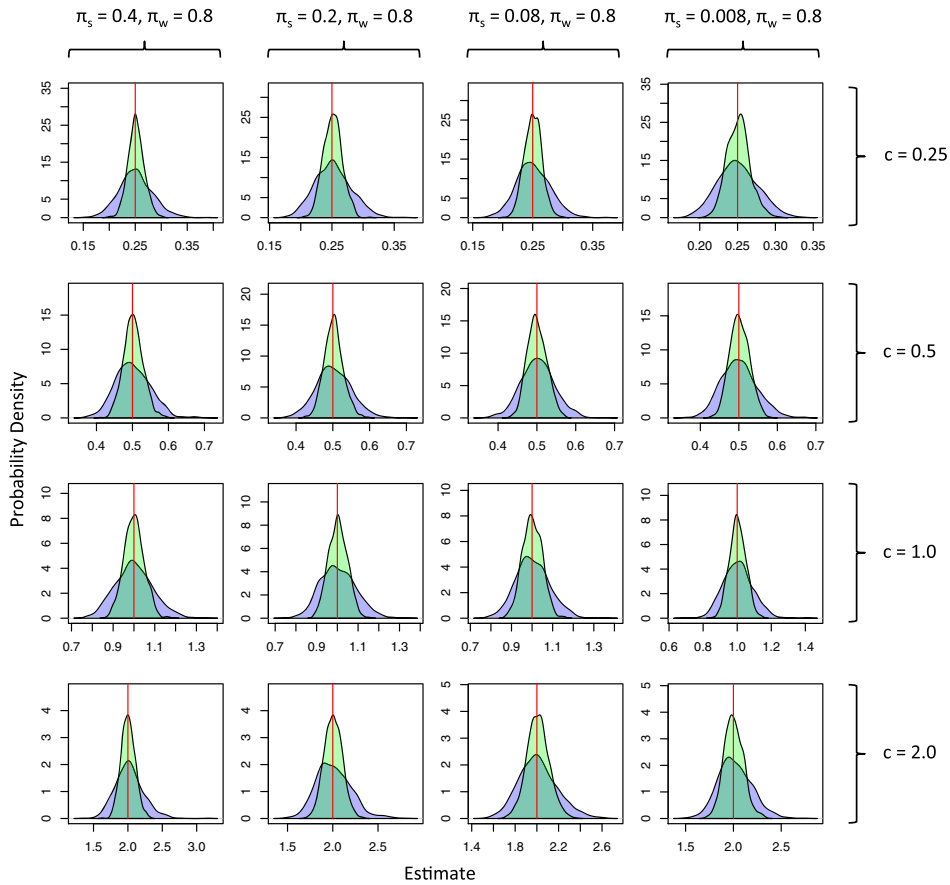 πs = 0.4, πw = 0.8
πs = 0.2, πw = 0.8
πs = 0.08, πw = 0.8
πs = 0.008, πw = 0.8
0 5 15 25 35
0.15 0.25 0.35
0 5 15 25
0.15 0.25 0.35
0 5 15 25
0.15 0.25 0.35
0 5 15 25 35
0.20 0.25 0.30 0.35
c = 0.25
0 5 10 15
0.4 0.5 0.6 0.7
0 5 10 15 20
0.4 0.5 0.6 0.7
0 5 10 15 20
0.4 0.5 0.6 0.7
0 5 10 15
0.4 0.5 0.6 0.7
c = 0.5
Probability Density
0 2 4 6 8 10
0.7 0.9 1.1 1.3
0 2 4 6 8 10
0.7 0.9 1.1 1.3
0 2 4 6 8 10
0.7 0.9 1.1 1.3
0 2 4 6 8 10
0.6 0.8 1.0 1.2 1.4
c = 1.0
0 1 2 3 4
1.5 2.0 2.5 3.0
0 1 2 3 4
1.5 2.0 2.5
0 1 2 3 4 5
1.4 1.8 2.2 2.6
0 1 2 3 4 5
1.5 2.0 2.5
c = 2.0
Estimate